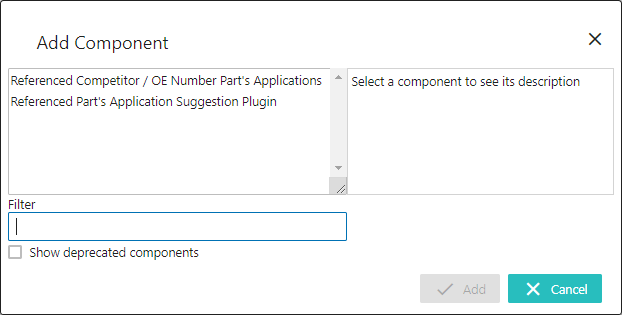 Add Component
Referenced Competitor / OE Number Part's Applications
Referenced Part's Application Suggestion Plugin
Select a component to see its description
Filter
Show deprecated components
Add
Cancel